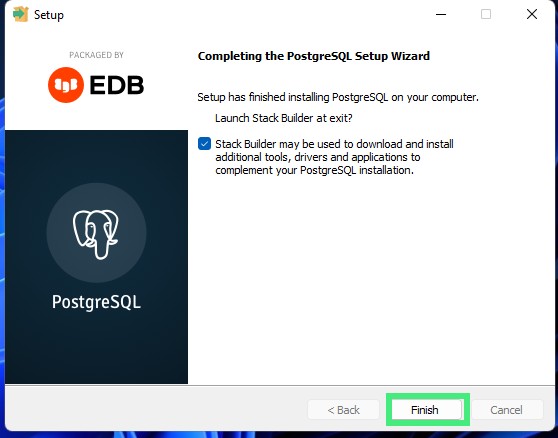 Setup
PACKAGED BY
EDB
Completing the PostgreSQL Setup Wizard
Setup has finished installing PostgreSQL on your computer.
Launch Stack Builder at exit?
Stack Builder may be used to download and install
additional tools, drivers and applications to
complement your PostgreSQL installation.
PostgreSQL
< Back
Finish
Cancel